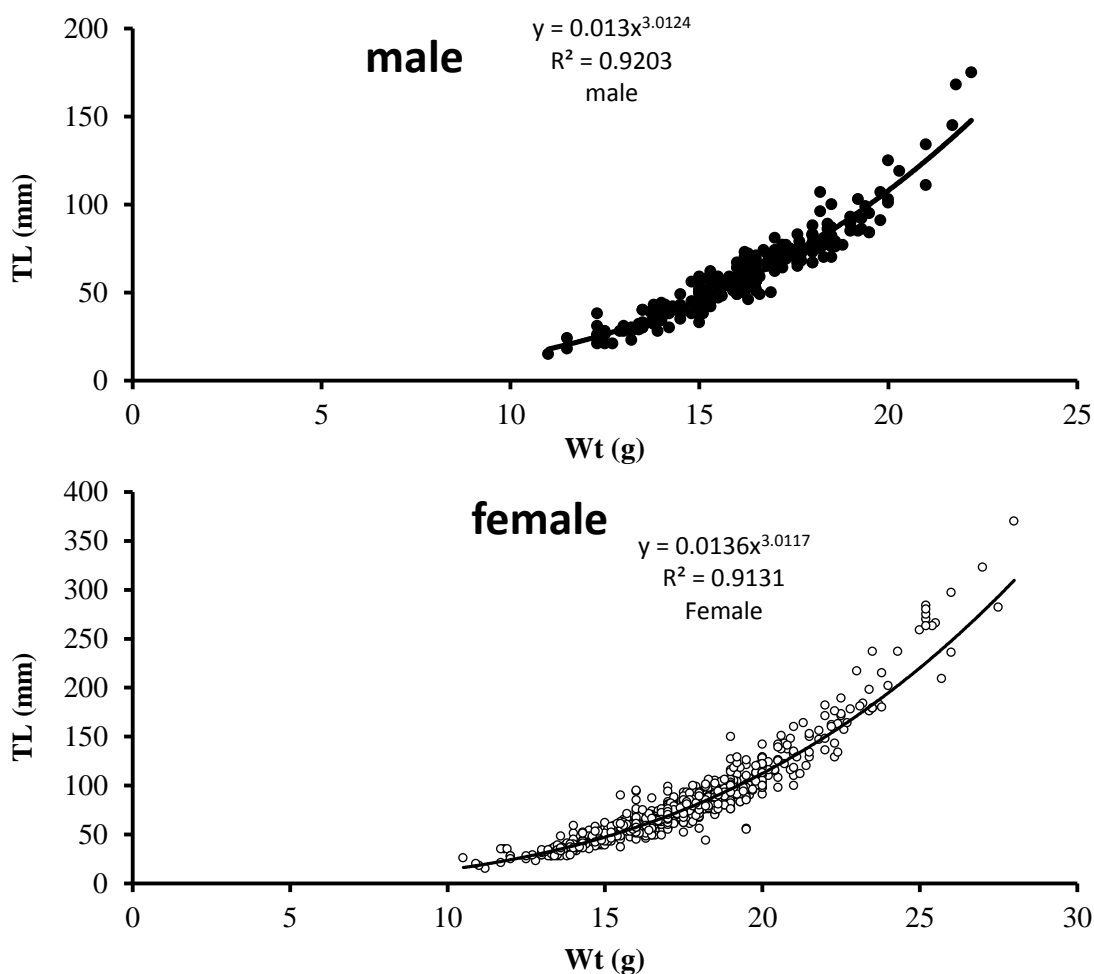 male
y = 0.013x^3.0124
R² = 0.9203
male
200
150
100
50
0
TL (mm)
0 5 10 15 20 25
Wt (g)
female
y = 0.0136x^3.0117
R² = 0.9131
Female
400
350
300
250
200
150
100
50
0
TL (mm)
0 5 10 15 20 25 30
Wt (g)